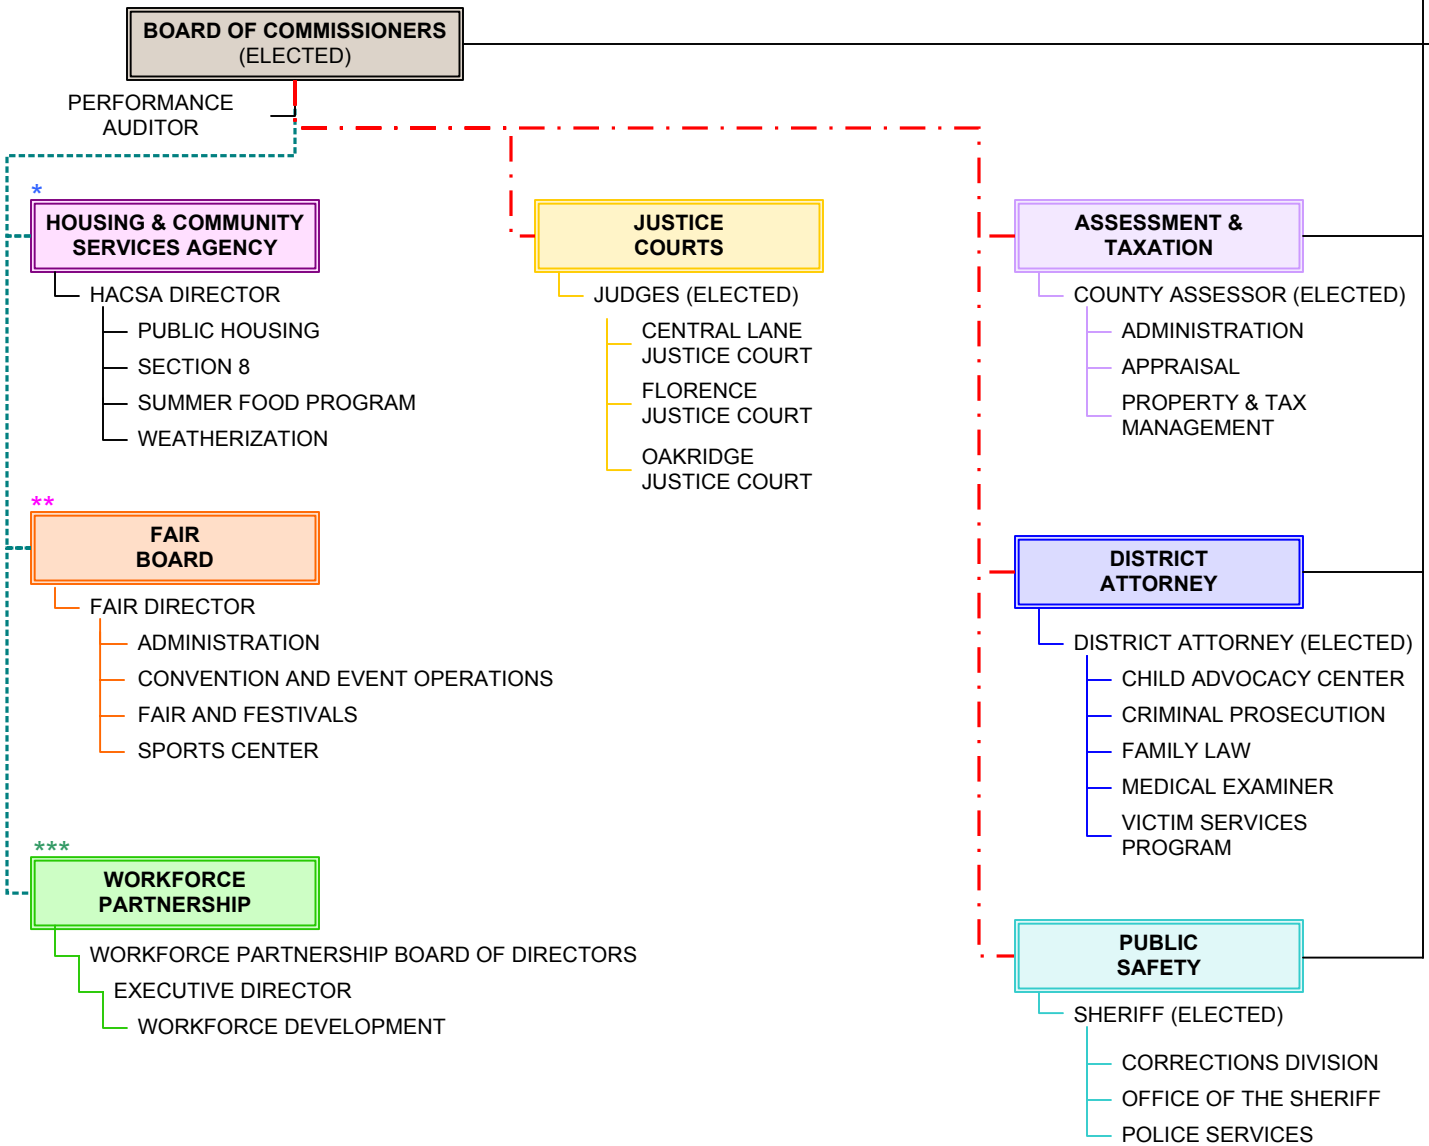 BOARD OF COMMISSIONERS
(ELECTED)
PERFORMANCE
AUDITOR
*
HOUSING & COMMUNITY
SERVICES AGENCY
HACSA DIRECTOR
PUBLIC HOUSING
SECTION 8
SUMMER FOOD PROGRAM
WEATHERIZATION
**
FAIR
BOARD
FAIR DIRECTOR
ADMINISTRATION
CONVENTION AND EVENT OPERATIONS
FAIR AND FESTIVALS
SPORTS CENTER
***
WORKFORCE
PARTNERSHIP
WORKFORCE PARTNERSHIP BOARD OF DIRECTORS
EXECUTIVE DIRECTOR
WORKFORCE DEVELOPMENT
JUSTICE
COURTS
JUDGES (ELECTED)
CENTRAL LANE
JUSTICE COURT
FLORENCE
JUSTICE COURT
OAKRIDGE
JUSTICE COURT
ASSESSMENT &
TAXATION
COUNTY ASSESSOR (ELECTED)
ADMINISTRATION
APPRAISAL
PROPERTY & TAX
MANAGEMENT
DISTRICT
ATTORNEY
DISTRICT ATTORNEY (ELECTED)
CHILD ADVOCACY CENTER
CRIMINAL PROSECUTION
FAMILY LAW
MEDICAL EXAMINER
VICTIM SERVICES
PROGRAM
PUBLIC
SAFETY
SHERIFF (ELECTED)
CORRECTIONS DIVISION
OFFICE OF THE SHERIFF
POLICE SERVICES